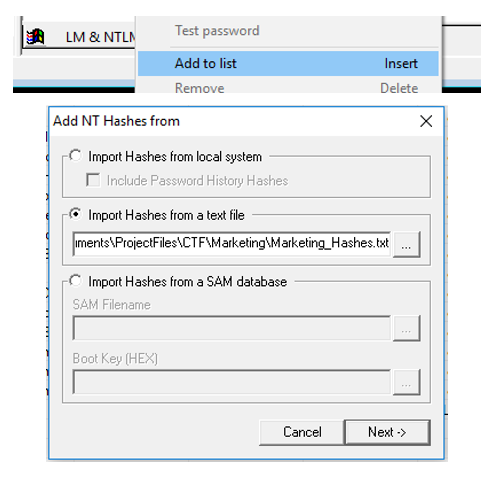 Test password
LM & NTLM
Add to list Insert
Remove Delete
Add NT Hashes from
Import Hashes from local system
Include Password History Hashes
Import Hashes from a text file
uments\ProjectFiles\CTF\Marketing\Marketing_Hashes.txt ...
Import Hashes from a SAM database
SAM Filename
...
Boot Key (HEX)
...
Cancel Next ->